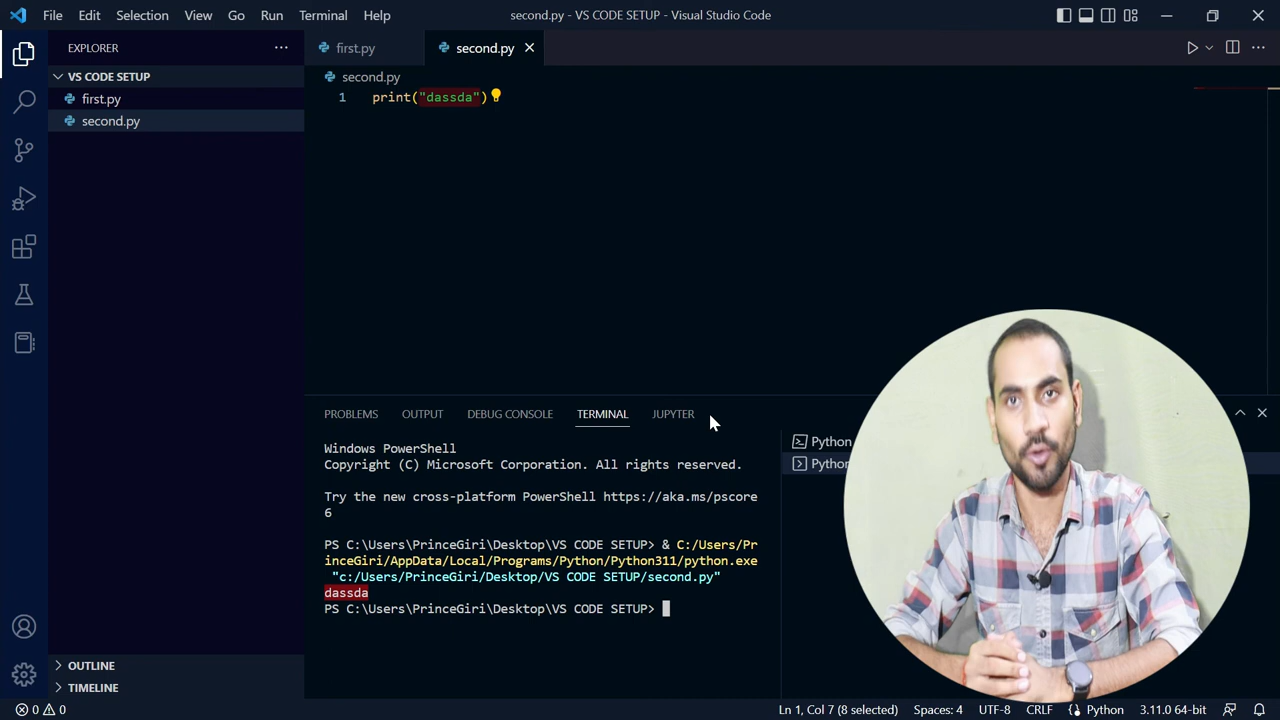 File Edit Selection View Go Run Terminal Help
second.py - VS CODE SETUP - Visual Studio Code
EXPLORER
first.py
second.py
VS CODE SETUP
first.py
second.py
second.py
1 print("dassda")
PROBLEMS OUTPUT DEBUG CONSOLE TERMINAL JUPYTER
Windows PowerShell
Copyright (C) Microsoft Corporation. All rights reserved.
Try the new cross-platform PowerShell https://aka.ms/pscore
6
PS C:\Users\PrinceGiri\Desktop\VS CODE SETUP> & C:/Users/Pr
inceGiri/AppData/Local/Programs/Python/Python311/python.exe
"c:/Users/PrinceGiri/Desktop/VS CODE SETUP/second.py"
dassda
PS C:\Users\PrinceGiri\Desktop\VS CODE SETUP>
Python
Python
OUTLINE
TIMELINE
0 0
Ln 1, Col 7 (8 selected) Spaces: 4 UTF-8 CRLF Python 3.11.0 64-bit